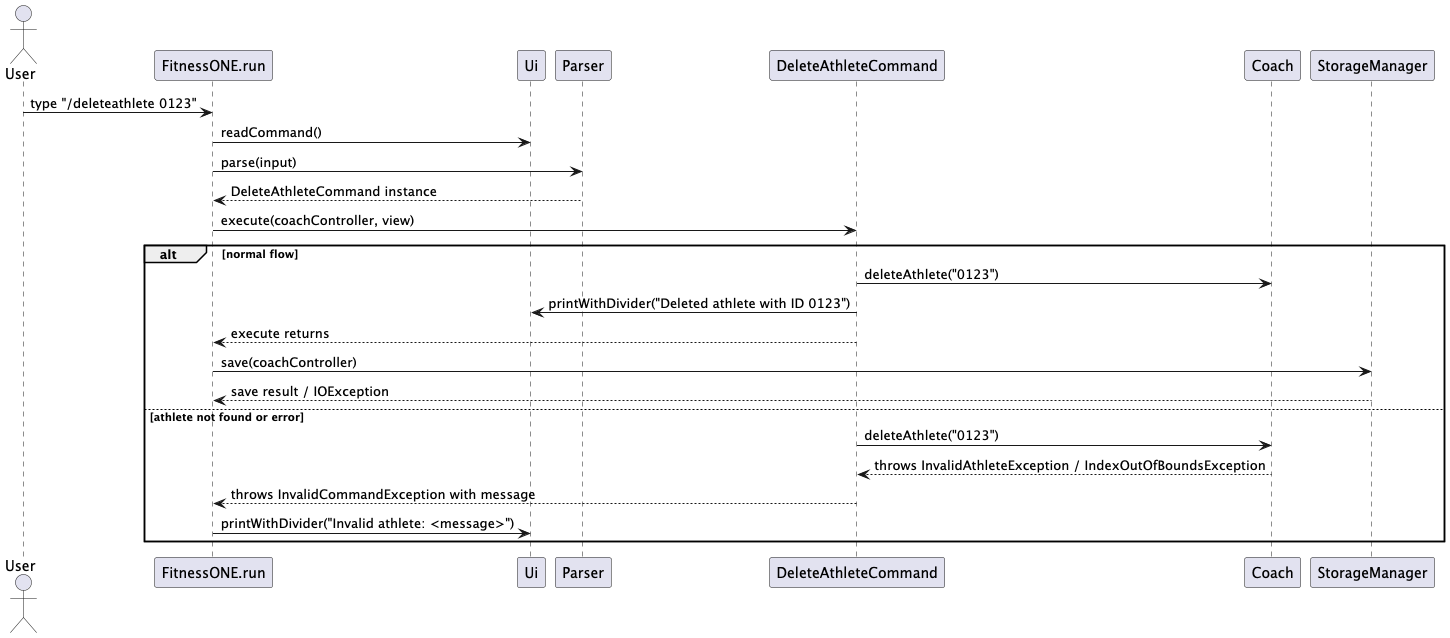 User
FitnessONE.run
Ui
Parser
DeleteAthleteCommand
Coach
StorageManager
type "/deleteathlete 0123"
readCommand()
parse(input)
DeleteAthleteCommand instance
execute(coachController, view)
alt
[normal flow]
deleteAthlete("0123")
printWithDivider("Deleted athlete with ID 0123")
execute returns
save(coachController)
save result / IOException
[athlete not found or error]
deleteAthlete("0123")
throws InvalidAthleteException / IndexOutOfBoundsException
throws InvalidCommandException with message
printWithDivider("Invalid athlete: <message>")
User
FitnessONE.run
Ui
Parser
DeleteAthleteCommand
Coach
StorageManager